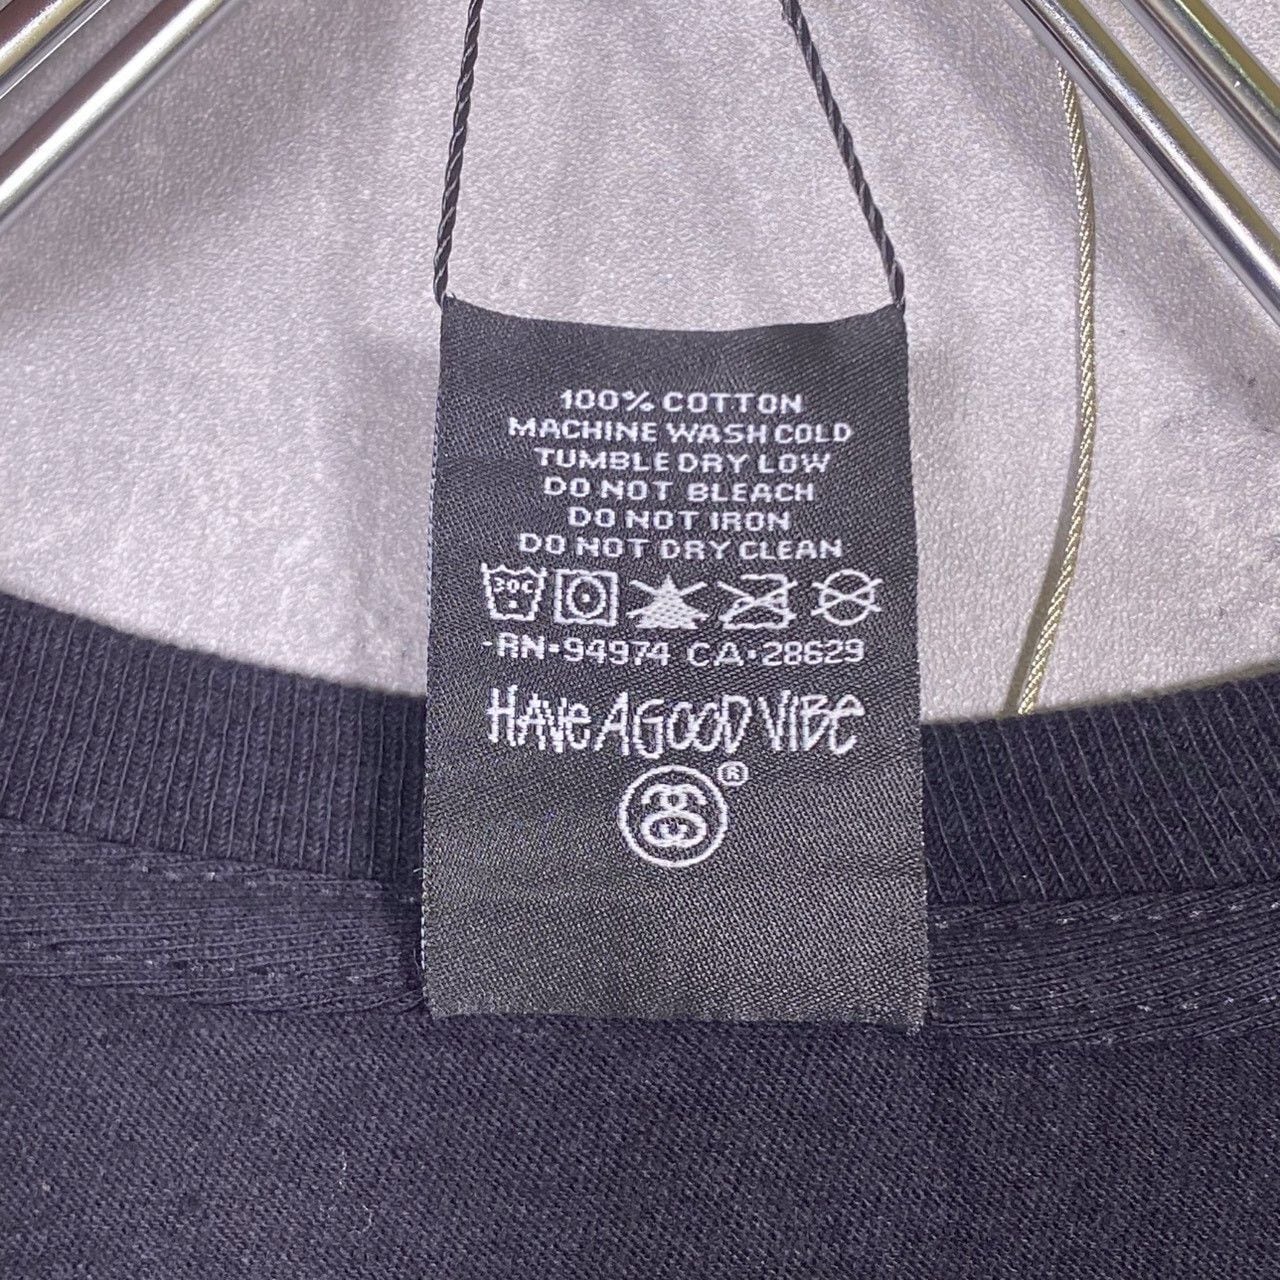 100% COTTON
MACHINE WASH COLD
TUMBLE DRY LOW
DO NOT BLEACH
DO NOT IRON
DO NOT DRY CLEAN
30C
-RN•94974 CA•28629
HAVE A GOOD VIBE
®